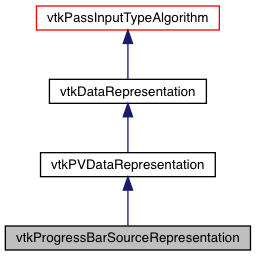 vtkPassInputTypeAlgorithm
vtkDataRepresentation
vtkPVDataRepresentation
vtkProgressBarSourceRepresentation